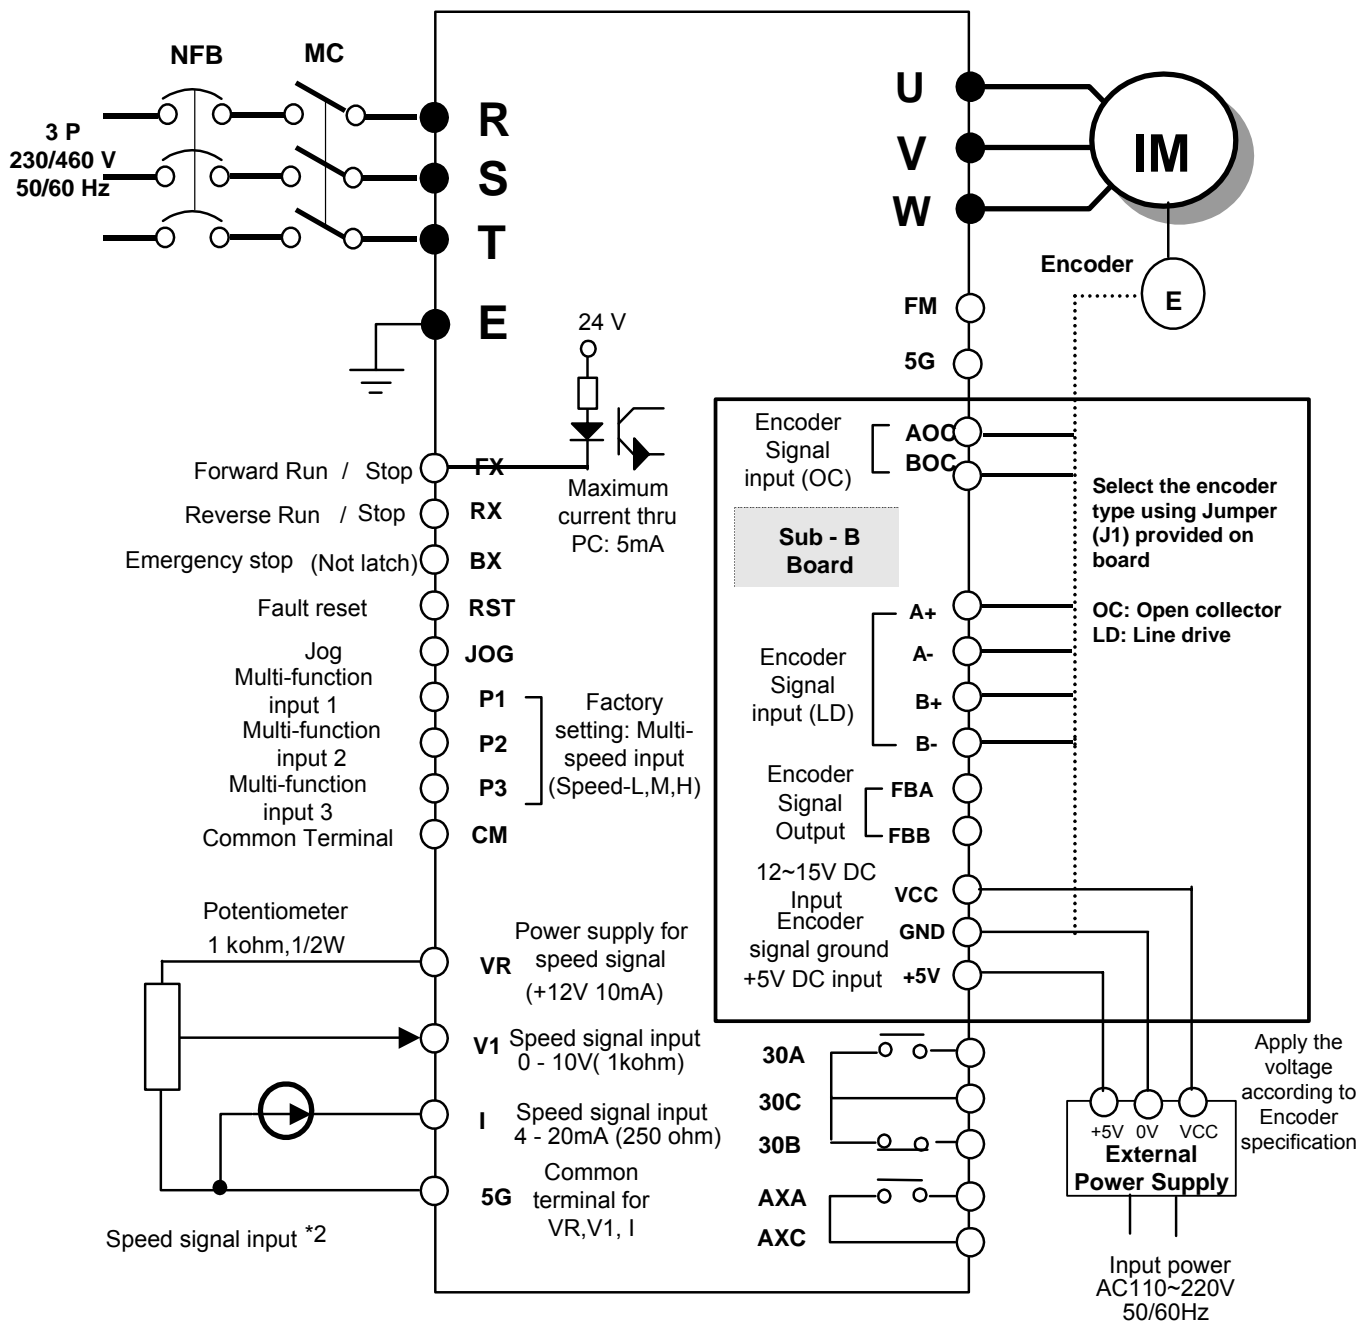 NFB
MC
3 P
230/460 V
50/60 Hz
R
S
T
E
U
V
W
IM
Encoder
E
FM
5G
24 V
Maximum
current thru
PC: 5mA
Forward Run / Stop
FX
Reverse Run / Stop
RX
Emergency stop (Not latch)
BX
Fault reset
RST
Jog
JOG
Multi-function
input 1
P1
Multi-function
input 2
P2
Multi-function
input 3
P3
Factory
setting: Multi-
speed input
(Speed-L,M,H)
Common Terminal
CM
Potentiometer
1 kohm,1/2W
VR
Power supply for
speed signal
(+12V 10mA)
V1
Speed signal input
0 - 10V( 1kohm)
I
Speed signal input
4 - 20mA (250 ohm)
5G
Common
terminal for
VR,V1, I
Speed signal input *2
Encoder
Signal
input (OC)
AOC
BOC
Sub - B
Board
Select the encoder
type using Jumper
(J1) provided on
board
OC: Open collector
LD: Line drive
Encoder
Signal
input (LD)
A+
A-
B+
B-
Encoder
Signal
Output
FBA
FBB
12~15V DC
Input
VCC
Encoder
signal ground
GND
+5V DC input
+5V
30A
30C
30B
AXA
AXC
Apply the
voltage
according to
Encoder
specification
+5V 0V VCC
External
Power Supply
Input power
AC110~220V
50/60Hz